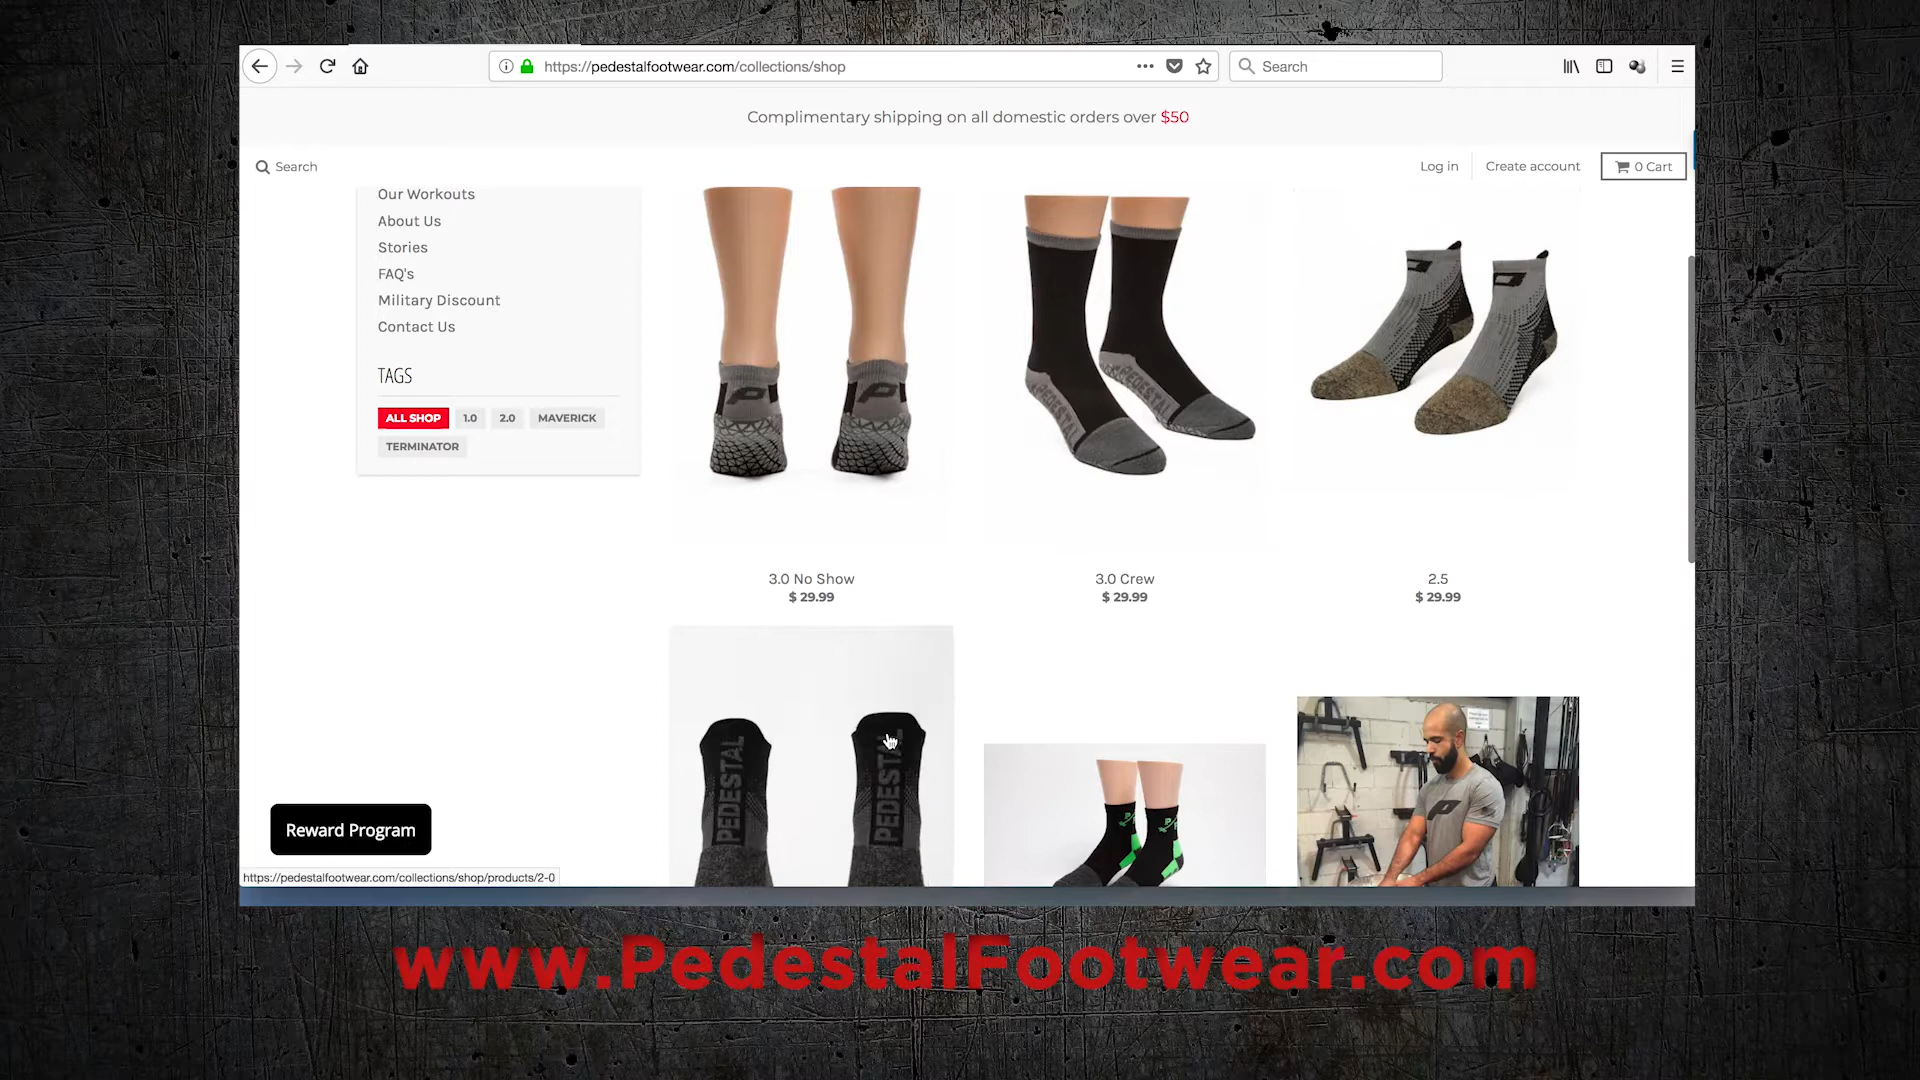 https://pedestalfootwear.com/collections/shop
Search
Complimentary shipping on all domestic orders over $50
Search
Log in
Create account
0 Cart
Our Workouts
About Us
Stories
FAQ's
Military Discount
Contact Us
TAGS
ALL SHOP
1.0
2.0
MAVERICK
TERMINATOR
PEDESTAL
PEDESTAL
3.0 No Show
$ 29.99
3.0 Crew
$ 29.99
2.5
$ 29.99
PEDESTAL
PEDESTAL
Reward Program
https://pedestalfootwear.com/collections/shop/products/2-0
www.PedestalFootwear.com